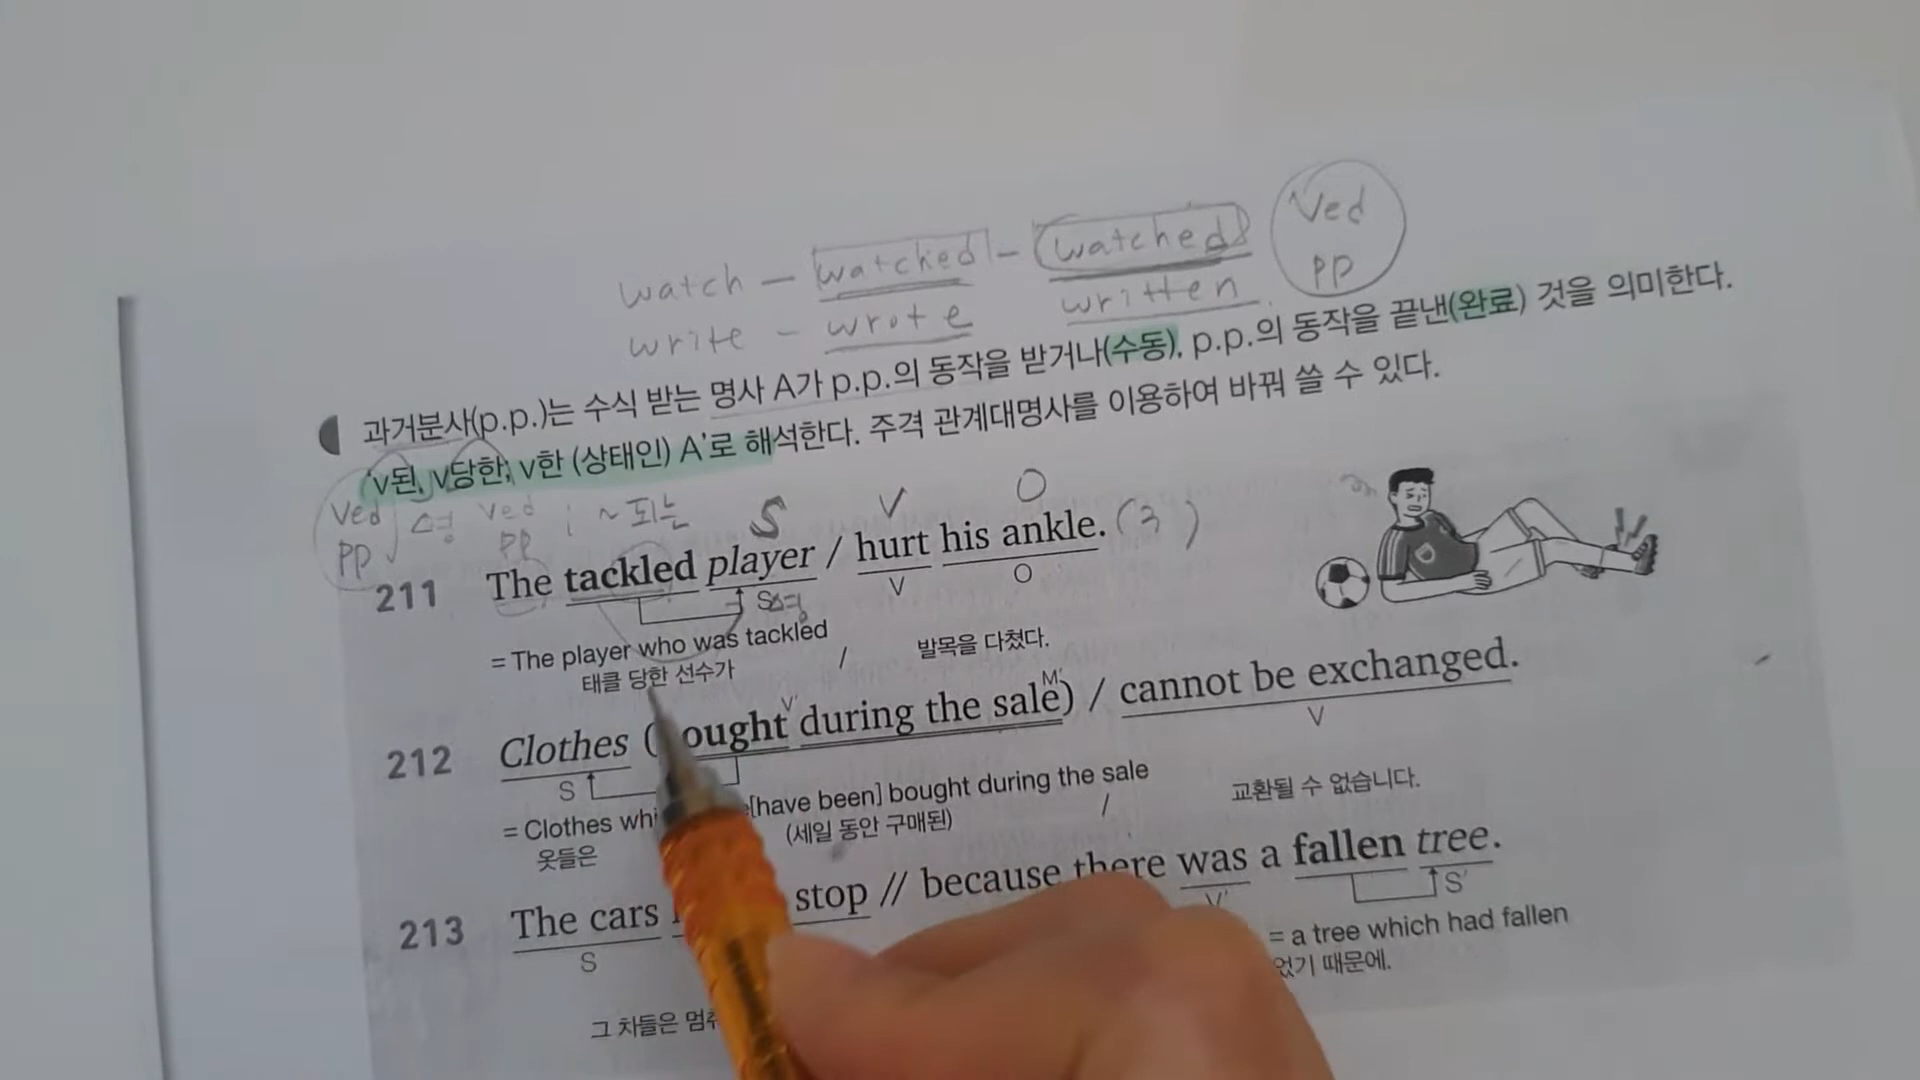 watch – watched – watched Ved
write – wrote written pp
과거분사(p.p.)는 수식 받는 명사 A가 p.p.의 동작을 받거나(수동), p.p.의 동작을 끝낸(완료) 것을 의미한다.
'v된, v당한; v한 (상태인) A'로 해석한다. 주격 관계대명사를 이용하여 바꿔 쓸 수 있다.
Ved 형 Ved ; ~되는 S V O
pp pp
211 The tackled player / hurt his ankle. (3)
S V O
= The player who was tackled / 발목을 다쳤다.
태클 당한 선수가
V' M'
212 Clothes ( ought during the sale) / cannot be exchanged.
S V
= Clothes whi [have been] bought during the sale / 교환될 수 없습니다.
옷들은 (세일 동안 구매된)
213 The cars stop // because there was a fallen tree.
S V' S'
= a tree which had fallen
었기 때문에.
그 차들은 멈추